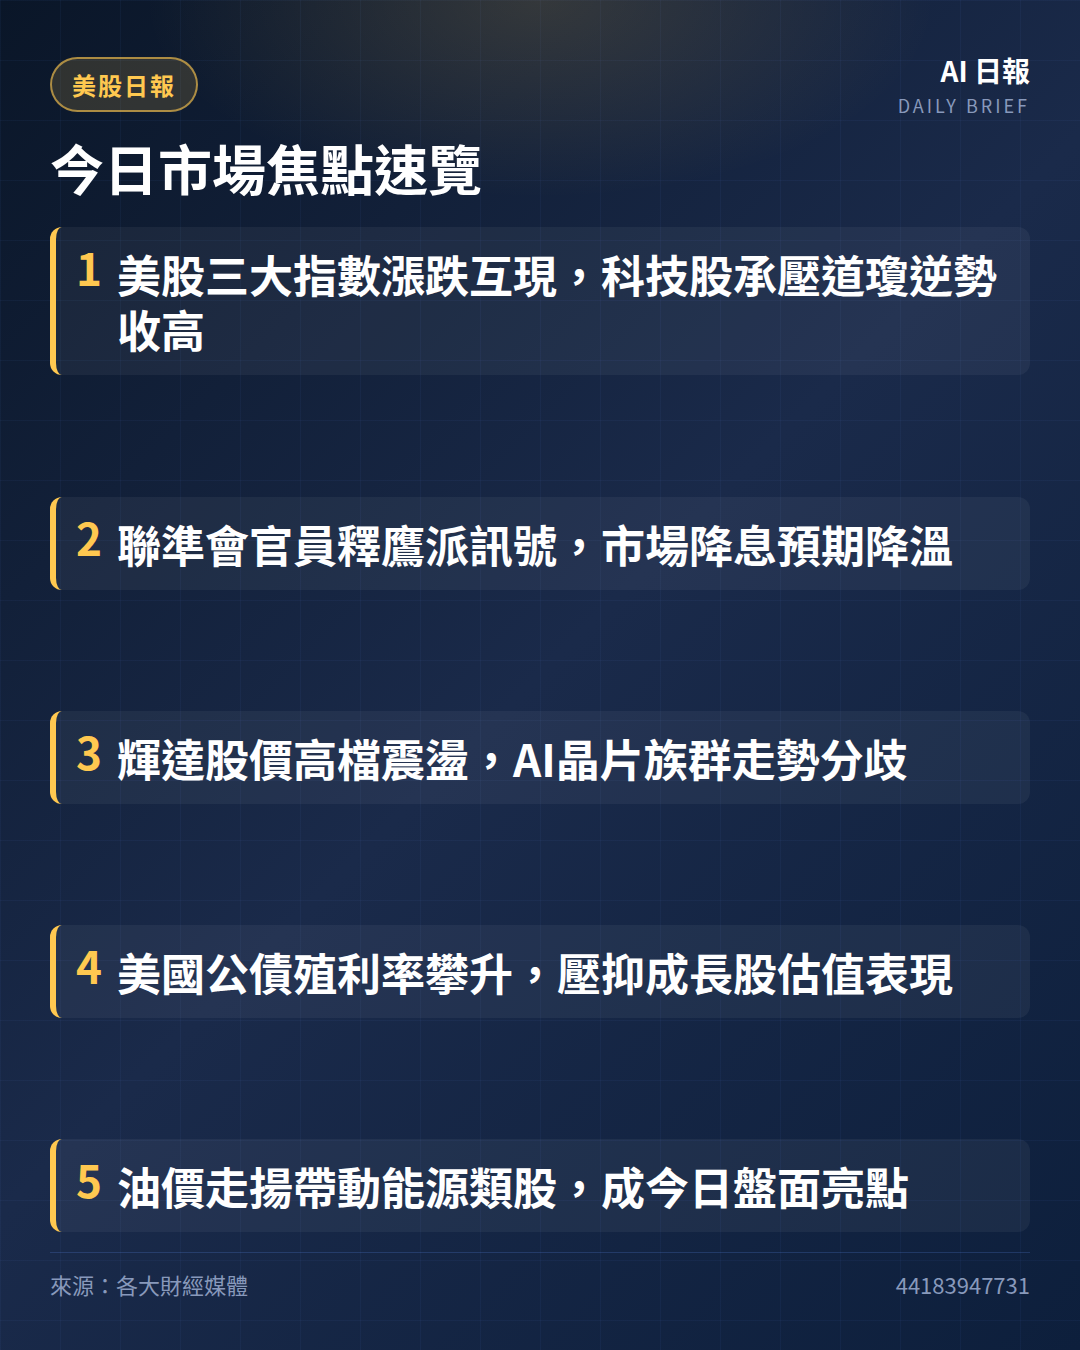 美股日報
AI 日報
DAILY BRIEF
今日市場焦點速覽
1 美股三大指數漲跌互現，科技股承壓道瓊逆勢
收高
2 聯準會官員釋鷹派訊號，市場降息預期降溫
3 輝達股價高檔震盪，AI晶片族群走勢分歧
4 美國公債殖利率攀升，壓抑成長股估值表現
5 油價走揚帶動能源類股，成今日盤面亮點
來源：各大財經媒體
44183947731